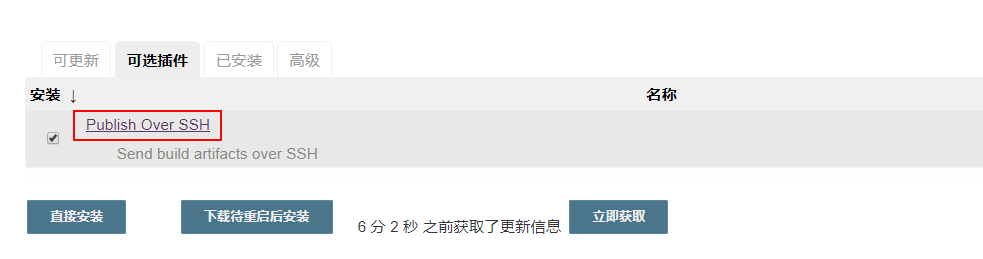 可更新 可选插件 已安装 高级
安装 ↓ 名称
Publish Over SSH
Send build artifacts over SSH
直接安装 下载待重启后安装 6 分 2 秒 之前获取了更新信息 立即获取